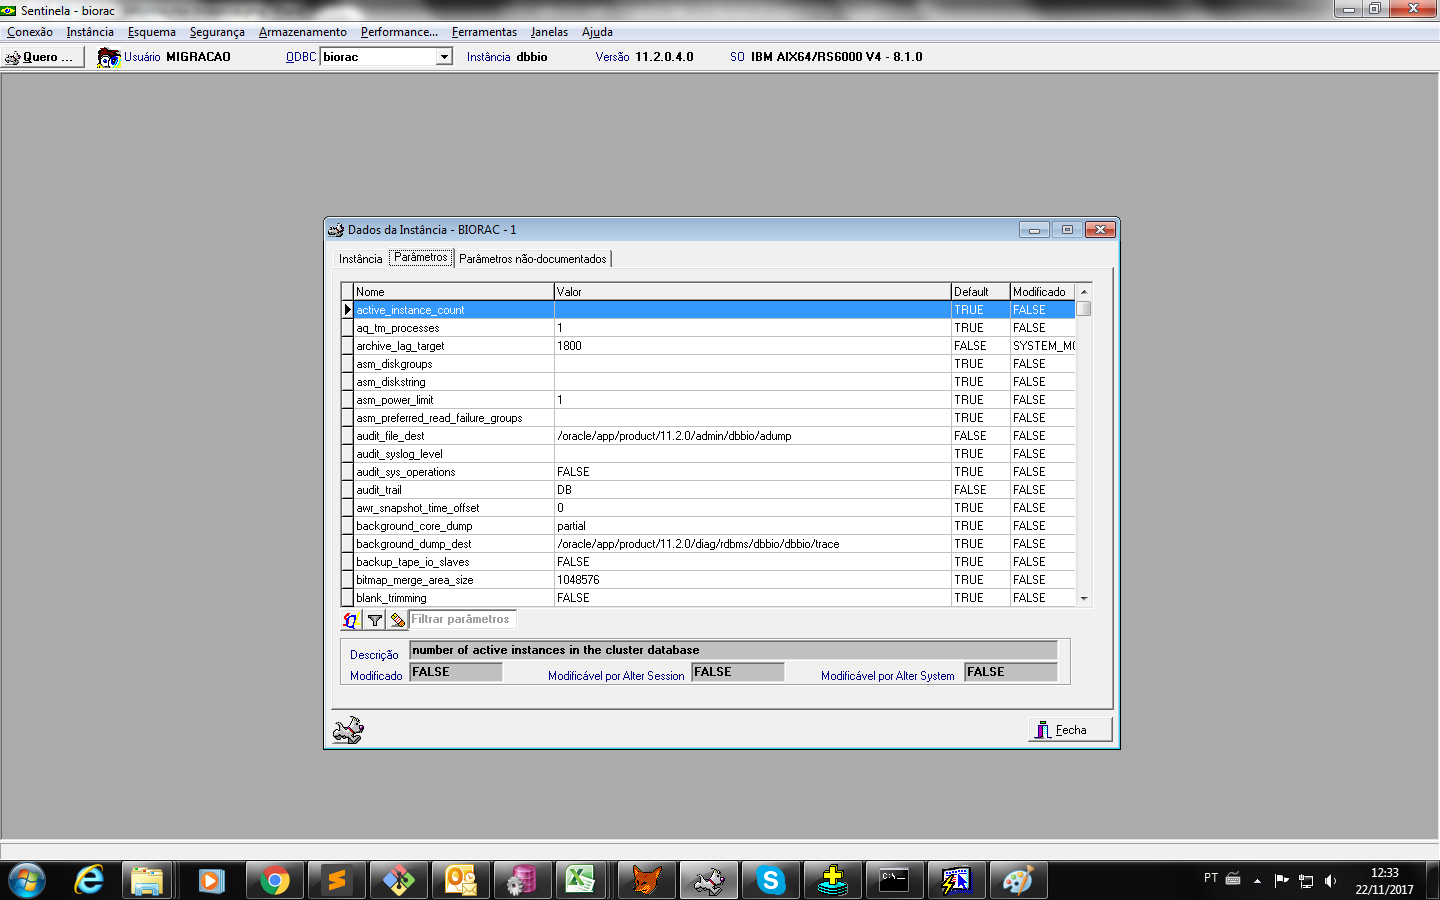 Sentinela - biorac
Conexão Instância Esquema Segurança Armazenamento Performance... Ferramentas Janelas Ajuda
Quero ... Usuário MIGRACAO ODBC biorac Instância dbbio Versão 11.2.0.4.0 SO IBM AIX64/RS6000 V4 - 8.1.0
Dados da Instância - BIORAC - 1
Instância Parâmetros Parâmetros não-documentados
Nome Valor Default Modificado
active_instance_count TRUE FALSE
aq_tm_processes 1 TRUE FALSE
archive_lag_target 1800 FALSE SYSTEM_MO
asm_diskgroups TRUE FALSE
asm_diskstring TRUE FALSE
asm_power_limit 1 TRUE FALSE
asm_preferred_read_failure_groups TRUE FALSE
audit_file_dest /oracle/app/product/11.2.0/admin/dbbio/adump FALSE FALSE
audit_syslog_level TRUE FALSE
audit_sys_operations FALSE TRUE FALSE
audit_trail DB FALSE FALSE
awr_snapshot_time_offset 0 TRUE FALSE
background_core_dump partial TRUE FALSE
background_dump_dest /oracle/app/product/11.2.0/diag/rdbms/dbbio/dbbio/trace TRUE FALSE
backup_tape_io_slaves FALSE TRUE FALSE
bitmap_merge_area_size 1048576 TRUE FALSE
blank_trimming FALSE TRUE FALSE
Filtrar parâmetros
Descrição number of active instances in the cluster database
Modificado FALSE Modificável por Alter Session FALSE Modificável por Alter System FALSE
Fecha
C:\_
PT
12:33
22/11/2017